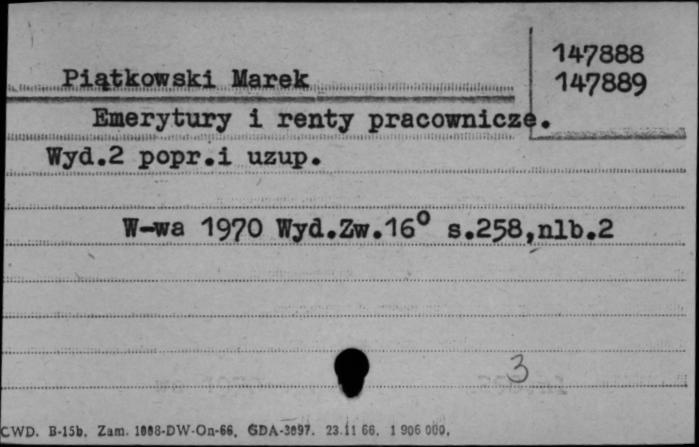 147888
Piątkowski Marek 147889
Emerytury i renty pracownicze.
Wyd.2 popr.i uzup.
W-wa 1970 Wyd.Zw.16° s.258,nlb.2
3
CWD. B-15b. Zam. 1088-DW-On-66. GDA-3097. 23.11 66. 1 906 000.